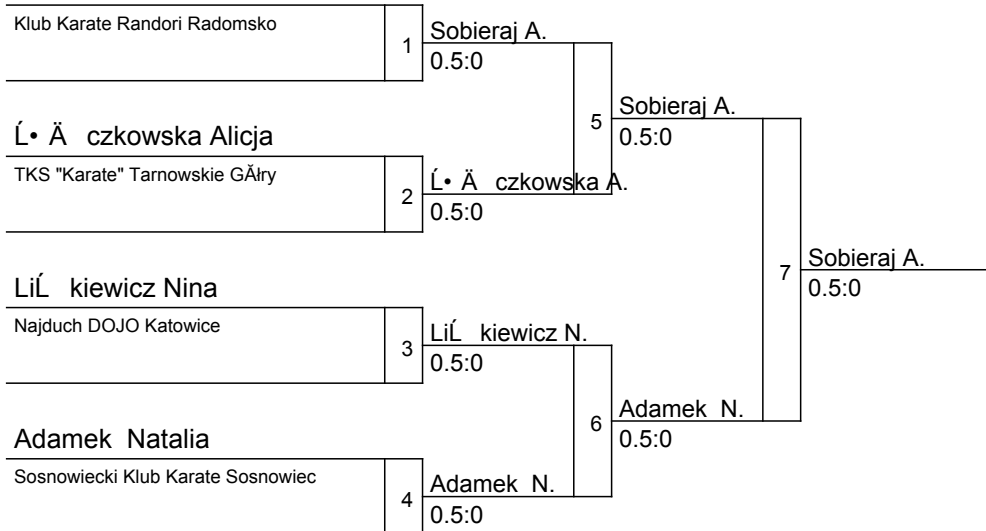 Klub Karate Randori Radomsko
1
Sobieraj A.
0.5:0
5
Sobieraj A.
0.5:0
Ĺ• Ä czkowska Alicja
TKS "Karate" Tarnowskie GĂłry
2
Ĺ• Ä czkowska A.
0.5:0
7
Sobieraj A.
0.5:0
LiĹ kiewicz Nina
Najduch DOJO Katowice
3
LiĹ kiewicz N.
0.5:0
6
Adamek N.
0.5:0
Adamek Natalia
Sosnowiecki Klub Karate Sosnowiec
4
Adamek N.
0.5:0